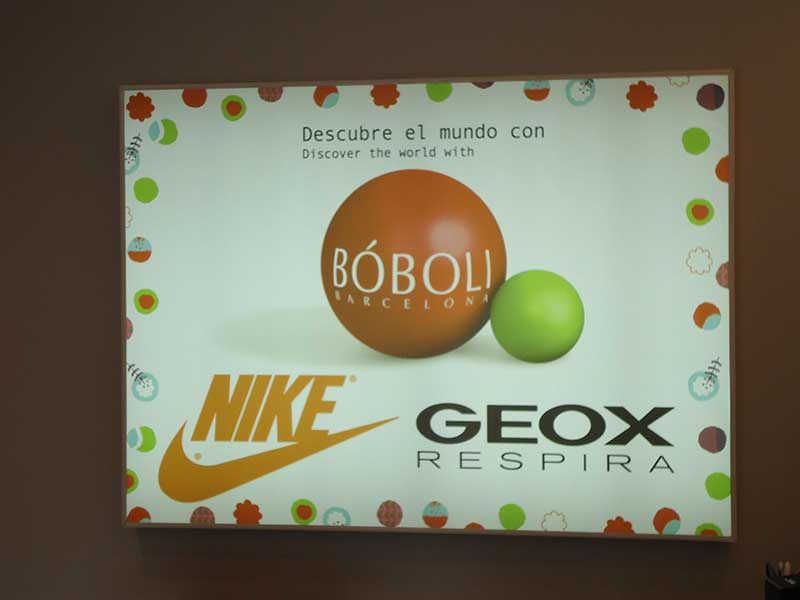 Descubre el mundo con
Discover the world with
BÓBOLI
BARCELONA
NIKE®
®
GEOX
RESPIRA